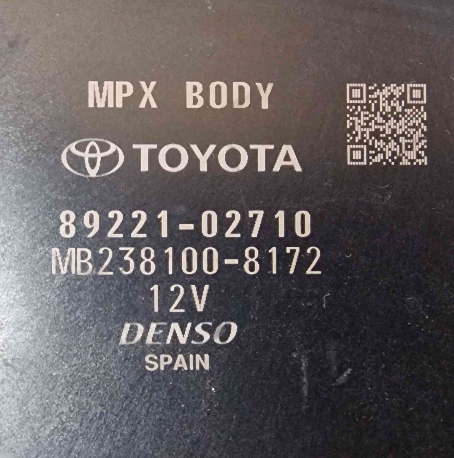 MPX BODY
TOYOTA
89221-02710
MB238100-8172
12V
DENSO
SPAIN